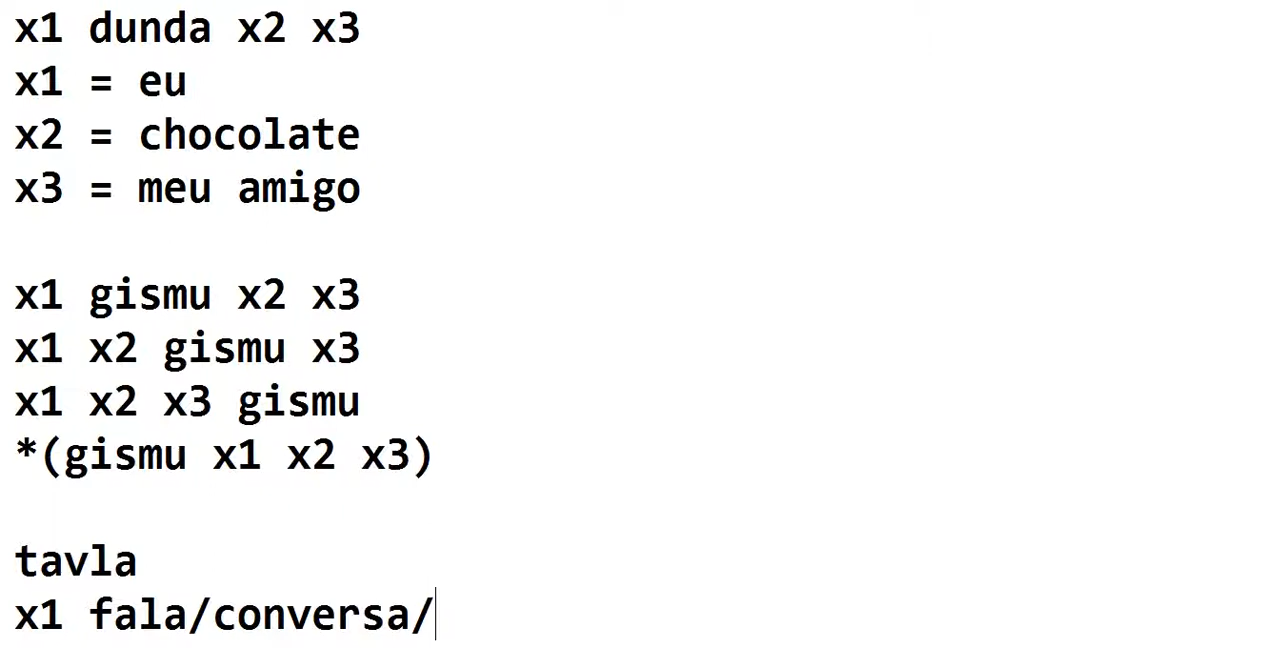 x1 dunda x2 x3
x1 = eu
x2 = chocolate
x3 = meu amigo
x1 gismu x2 x3
x1 x2 gismu x3
x1 x2 x3 gismu
*(gismu x1 x2 x3)
tavla
x1 fala/conversa/